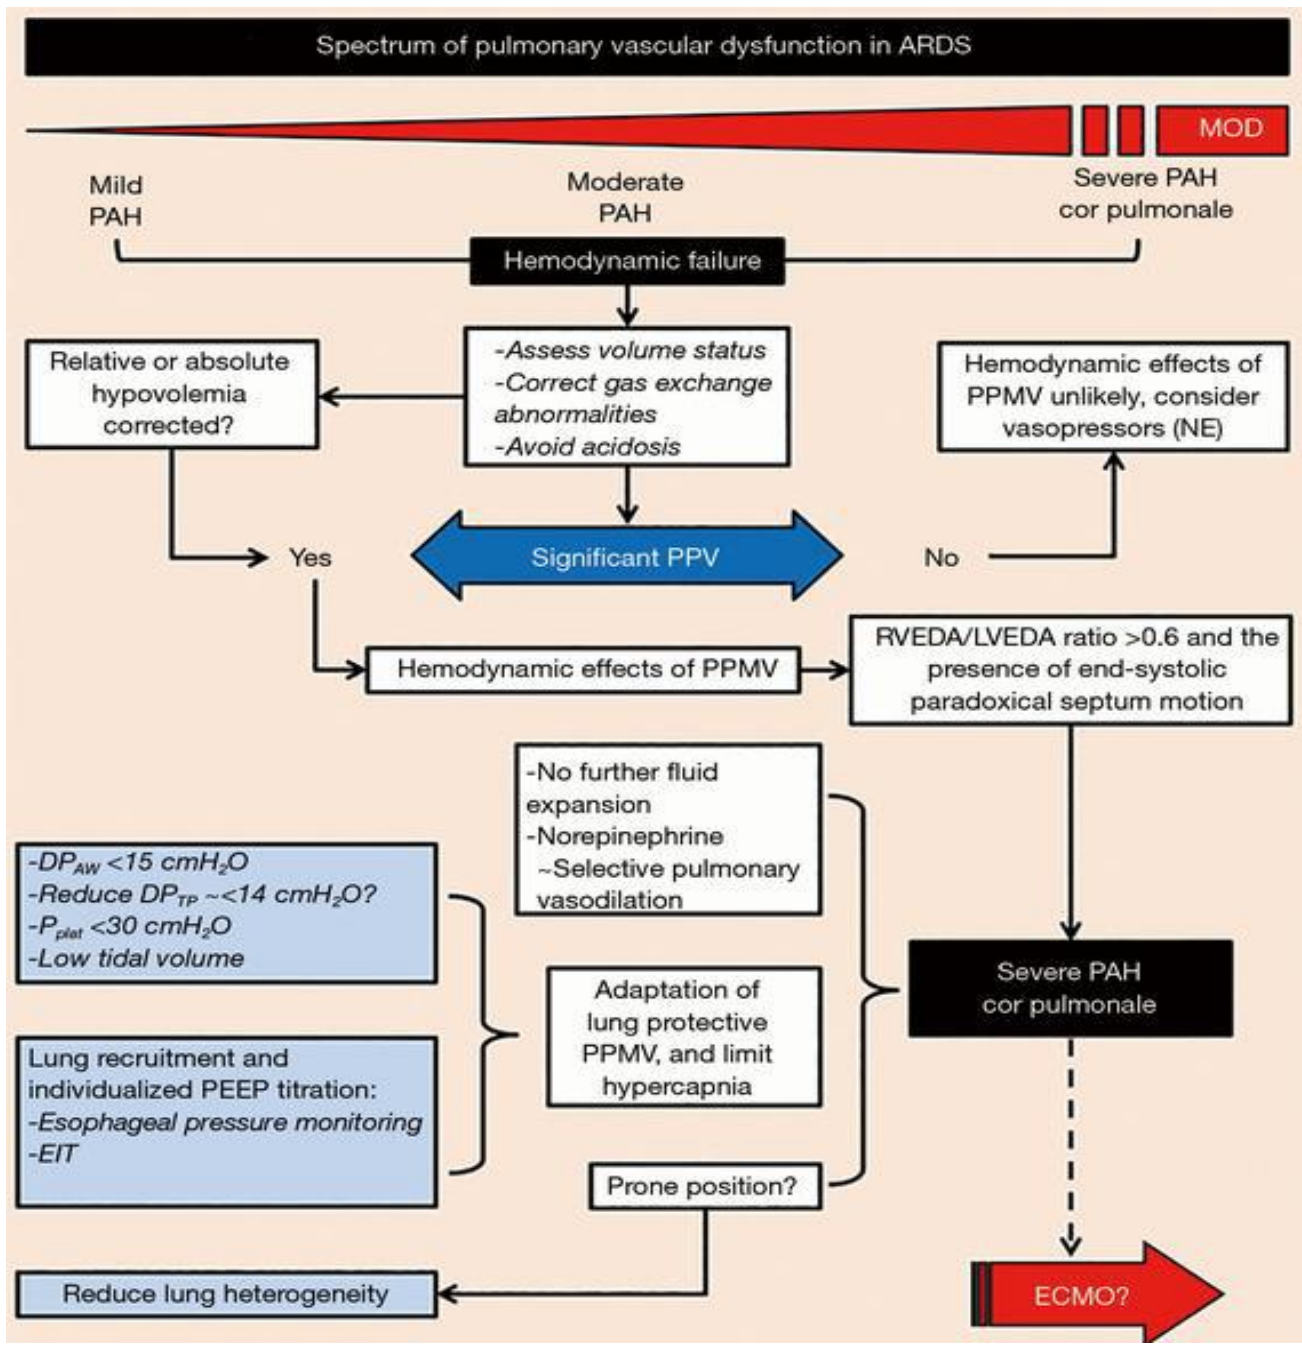 Spectrum of pulmonary vascular dysfunction in ARDS
MOD
Mild
PAH
Moderate
PAH
Severe PAH
cor pulmonale
Hemodynamic failure
Relative or absolute
hypovolemia
corrected?
-Assess volume status
-Correct gas exchange
abnormalities
-Avoid acidosis
Hemodynamic effects of
PPMV unlikely, consider
vasopressors (NE)
Yes
Significant PPV
No
Hemodynamic effects of PPMV
RVEDA/LVEDA ratio >0.6 and the
presence of end-systolic
paradoxical septum motion
-No further fluid
expansion
-Norepinephrine
~Selective pulmonary
vasodilation
-DPAW <15 cmH2O
-Reduce DPTP ~<14 cmH2O?
-Pplat <30 cmH2O
-Low tidal volume
Adaptation of
lung protective
PPMV, and limit
hypercapnia
Severe PAH
cor pulmonale
Lung recruitment and
individualized PEEP titration:
-Esophageal pressure monitoring
-EIT
Prone position?
Reduce lung heterogeneity
ECMO?